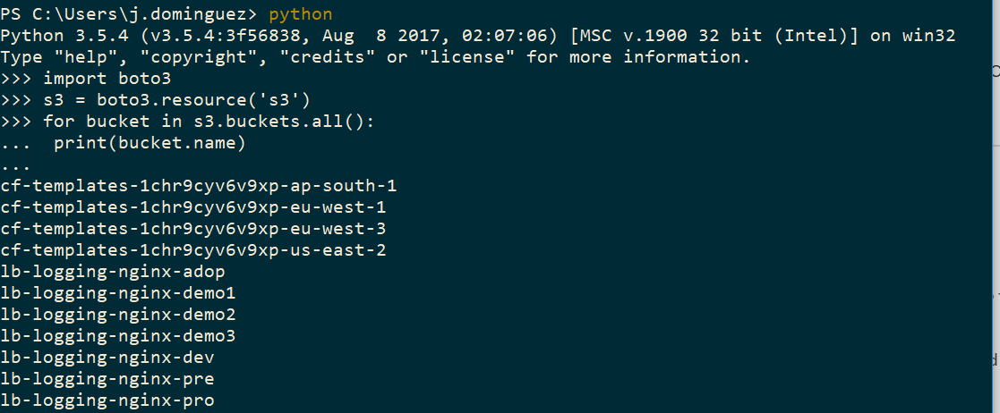 PS C:\Users\j.dominguez> python
Python 3.5.4 (v3.5.4:3f56838, Aug  8 2017, 02:07:06) [MSC v.1900 32 bit (Intel)] on win32
Type "help", "copyright", "credits" or "license" for more information.
>>> import boto3
>>> s3 = boto3.resource('s3')
>>> for bucket in s3.buckets.all():
...  print(bucket.name)
...
cf-templates-1chr9cyv6v9xp-ap-south-1
cf-templates-1chr9cyv6v9xp-eu-west-1
cf-templates-1chr9cyv6v9xp-eu-west-3
cf-templates-1chr9cyv6v9xp-us-east-2
lb-logging-nginx-adop
lb-logging-nginx-demo1
lb-logging-nginx-demo2
lb-logging-nginx-demo3
lb-logging-nginx-dev
lb-logging-nginx-pre
lb-logging-nginx-pro